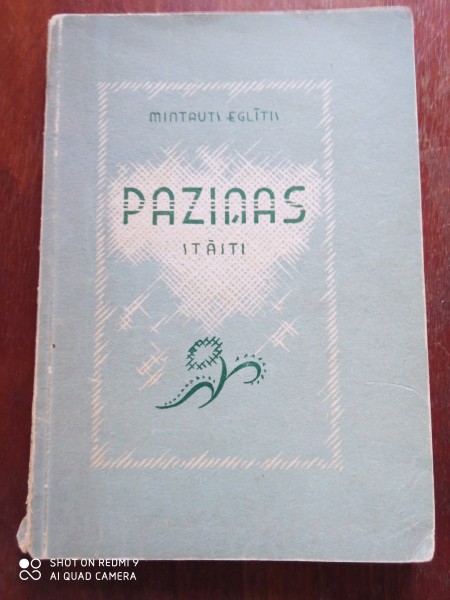 MINTAUTS EGLĪTIS
PAZIŅAS
STĀSTI
SHOT ON REDMI 9
AI QUAD CAMERA